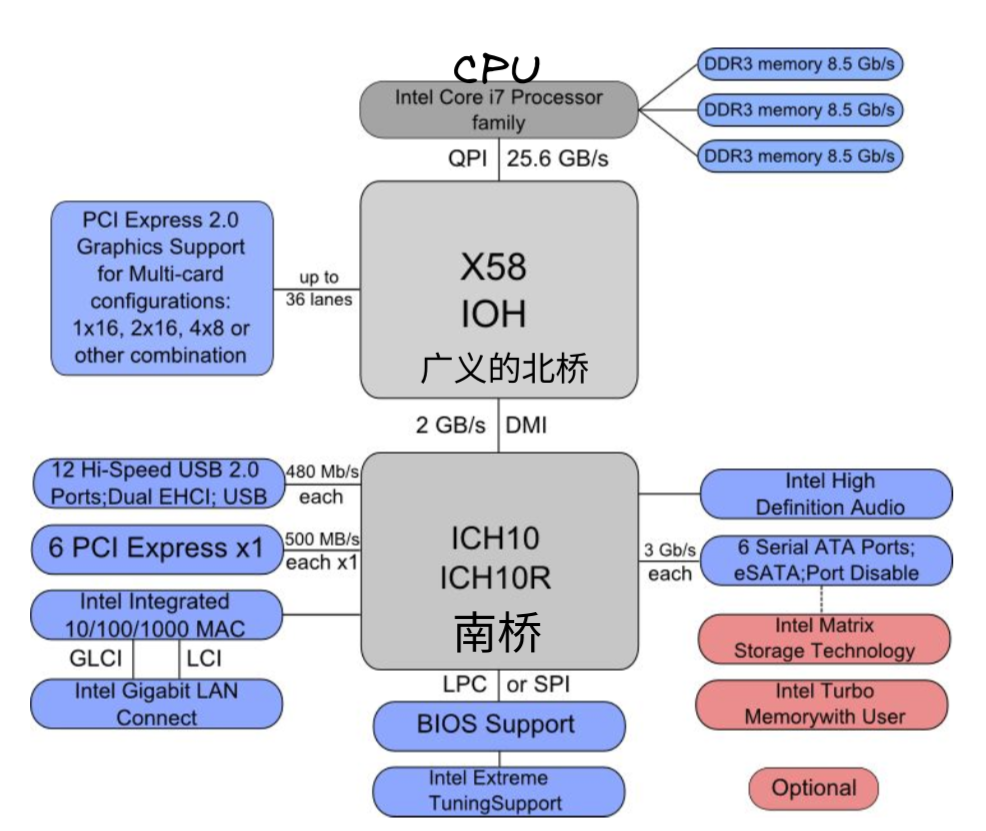 CPU
Intel Core i7 Processor
family
DDR3 memory 8.5 Gb/s
DDR3 memory 8.5 Gb/s
DDR3 memory 8.5 Gb/s
QPI 25.6 GB/s
PCI Express 2.0
Graphics Support
for Multi-card
configurations:
1x16, 2x16, 4x8 or
other combination
up to
36 lanes
X58
IOH
广义的北桥
2 GB/s DMI
12 Hi-Speed USB 2.0
Ports;Dual EHCI; USB
480 Mb/s
each
6 PCI Express x1
500 MB/s
each x1
Intel Integrated
10/100/1000 MAC
GLCI LCI
Intel Gigabit LAN
Connect
ICH10
ICH10R
南桥
Intel High
Definition Audio
3 Gb/s
each
6 Serial ATA Ports;
eSATA;Port Disable
Intel Matrix
Storage Technology
Intel Turbo
Memorywith User
LPC or SPI
BIOS Support
Intel Extreme
TuningSupport
Optional